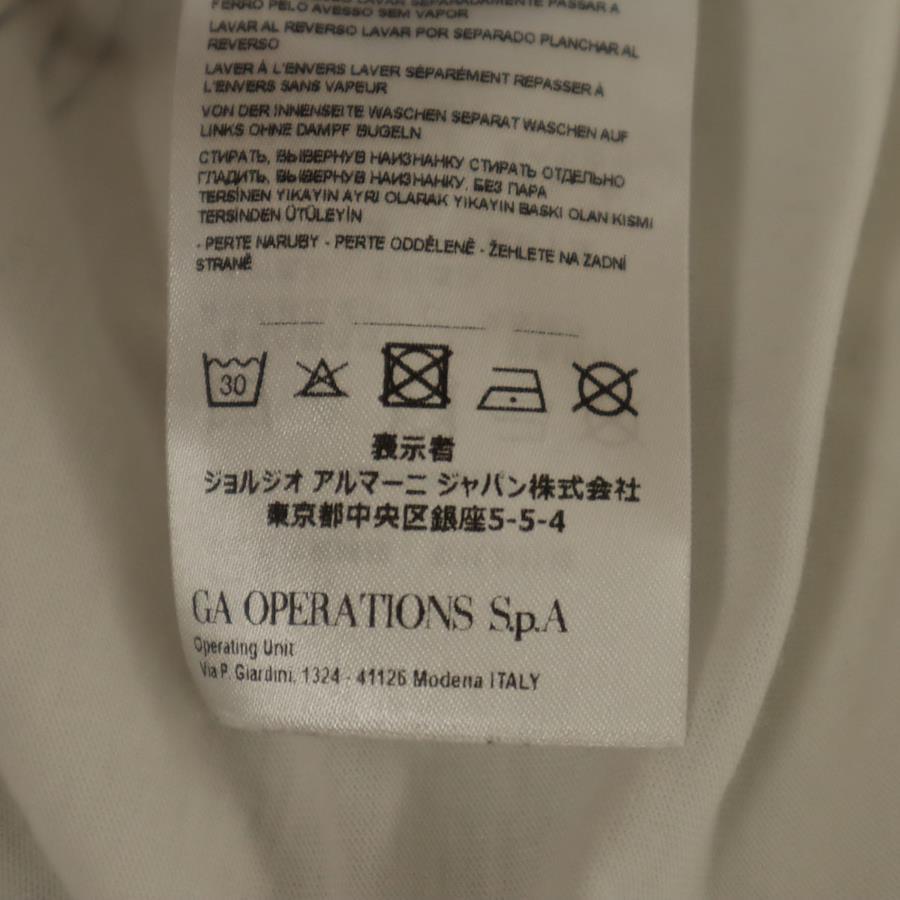 LAVAR SEPARADAMENTE PASSAR A
FERRO PELO AVESSO SEM VAPOR
LAVAR AL REVERSO LAVAR POR SEPARADO PLANCHAR AL
REVERSO
LAVER À L'ENVERS LAVER SÉPARÉMENT REPASSER À
L'ENVERS SANS VAPEUR
VON DER INNENSEITE WASCHEN SEPARAT WASCHEN AUF
LINKS OHNE DAMPF BÜGELN
СТИРАТЬ, ВЫВЕРНУВ НАИЗНАНКУ СТИРАТЬ ОТДЕЛЬНО
ГЛАДИТЬ, ВЫВЕРНУВ НАИЗНАНКУ, БЕЗ ПАРА
TERSİNEN YIKAYIN AYRI OLARAK YIKAYIN BASKI OLAN KISMI
TERSİNDEN ÜTÜLEYİN
- PERTE NARUBY - PERTE ODDĚLENĚ - ŽEHLETE NA ZADNÍ
STRANĚ
30
表示者
ジョルジオ アルマーニ ジャパン株式会社
東京都中央区銀座5-5-4
GA OPERATIONS S.p.A
Operating Unit
Via P. Giardini, 1324 - 41126 Modena ITALY